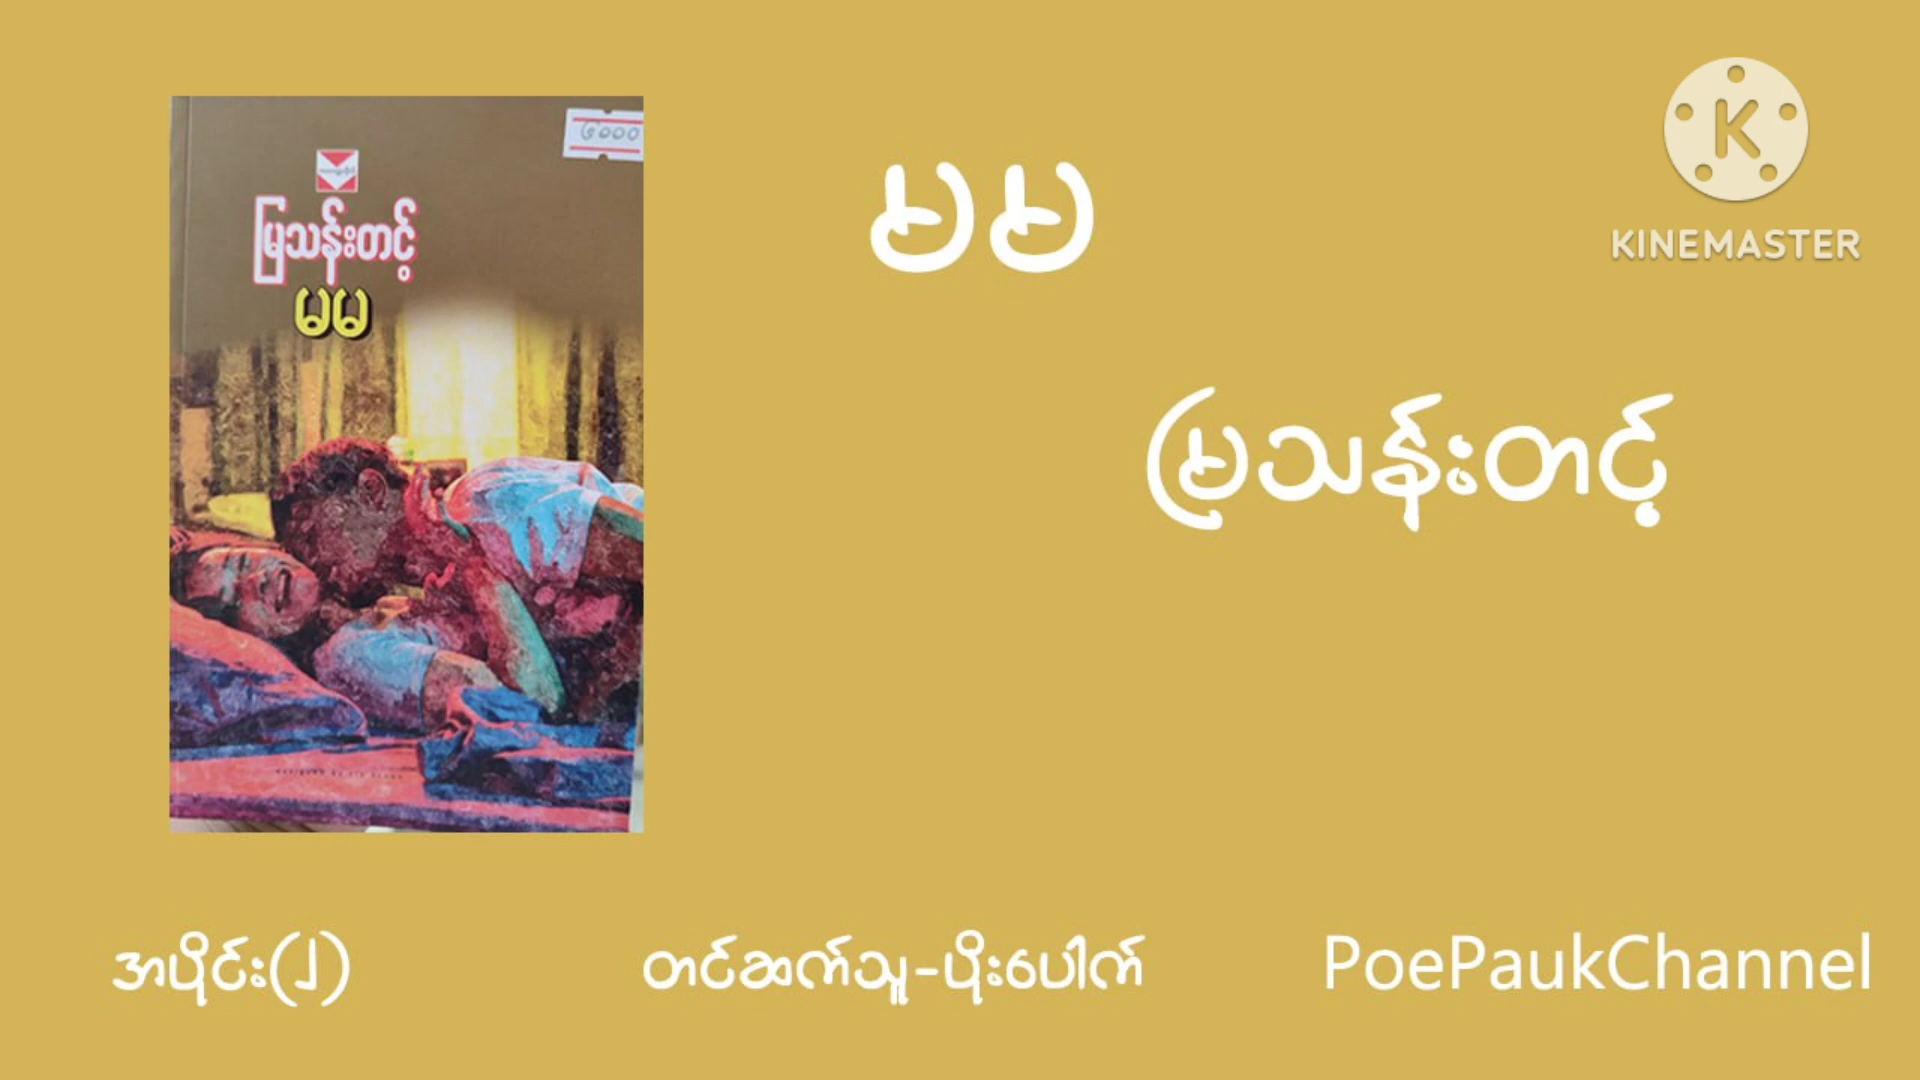 ၆၀၀၀
မြသန်းတင့်
မမ
မမ
မြသန်းတင့်
KINEMASTER
အပိုင်း(၂)
တင်ဆက်သူ-ပိုးပေါက်
PoePaukChannel